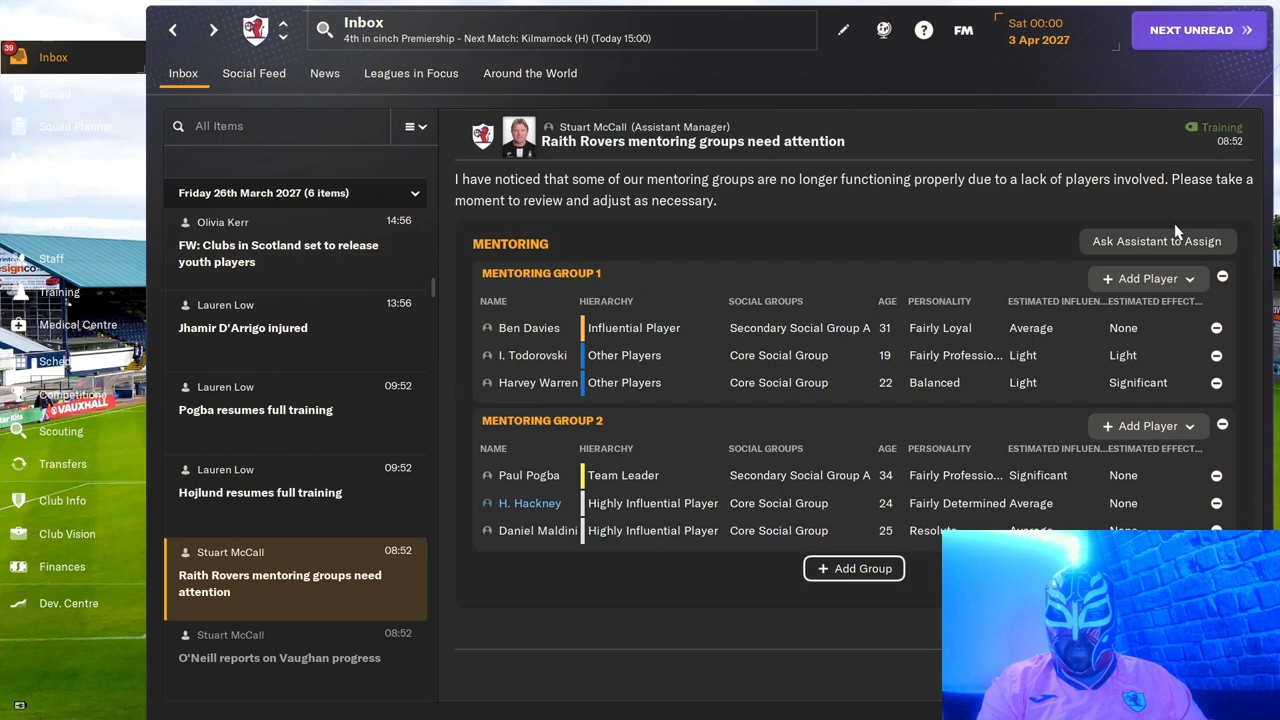 39
Inbox
Squad
Squad Planner
Staff
Training
Medical Centre
Sched
Competitions
Scouting
Transfers
Club Info
Club Vision
Finances
Dev. Centre
VAUXHALL
Inbox
4th in cinch Premiership - Next Match: Kilmarnock (H) (Today 15:00)
?
FM
Sat 00:00
3 Apr 2027
NEXT UNREAD
Inbox
Social Feed
News
Leagues in Focus
Around the World
All Items
Friday 26th March 2027 (6 items)
Olivia Kerr
14:56
FW: Clubs in Scotland set to release
youth players
Lauren Low
13:56
Jhamir D'Arrigo injured
Lauren Low
09:52
Pogba resumes full training
Lauren Low
09:52
Højlund resumes full training
Stuart McCall
08:52
Raith Rovers mentoring groups need
attention
Stuart McCall
08:52
O'Neill reports on Vaughan progress
Stuart McCall (Assistant Manager)
Raith Rovers mentoring groups need attention
Training
08:52
I have noticed that some of our mentoring groups are no longer functioning properly due to a lack of players involved. Please take a
moment to review and adjust as necessary.
MENTORING
Ask Assistant to Assign
MENTORING GROUP 1
+ Add Player
NAME HIERARCHY SOCIAL GROUPS AGE PERSONALITY ESTIMATED INFLUEN... ESTIMATED EFFECT...
Ben Davies Influential Player Secondary Social Group A 31 Fairly Loyal Average None
I. Todorovski Other Players Core Social Group 19 Fairly Professio... Light Light
Harvey Warren Other Players Core Social Group 22 Balanced Light Significant
MENTORING GROUP 2
+ Add Player
NAME HIERARCHY SOCIAL GROUPS AGE PERSONALITY ESTIMATED INFLUEN... ESTIMATED EFFECT...
Paul Pogba Team Leader Secondary Social Group A 34 Fairly Professio... Significant None
H. Hackney Highly Influential Player Core Social Group 24 Fairly Determined Average None
Daniel Maldini Highly Influential Player Core Social Group 25 Resolute Average None
+ Add Group